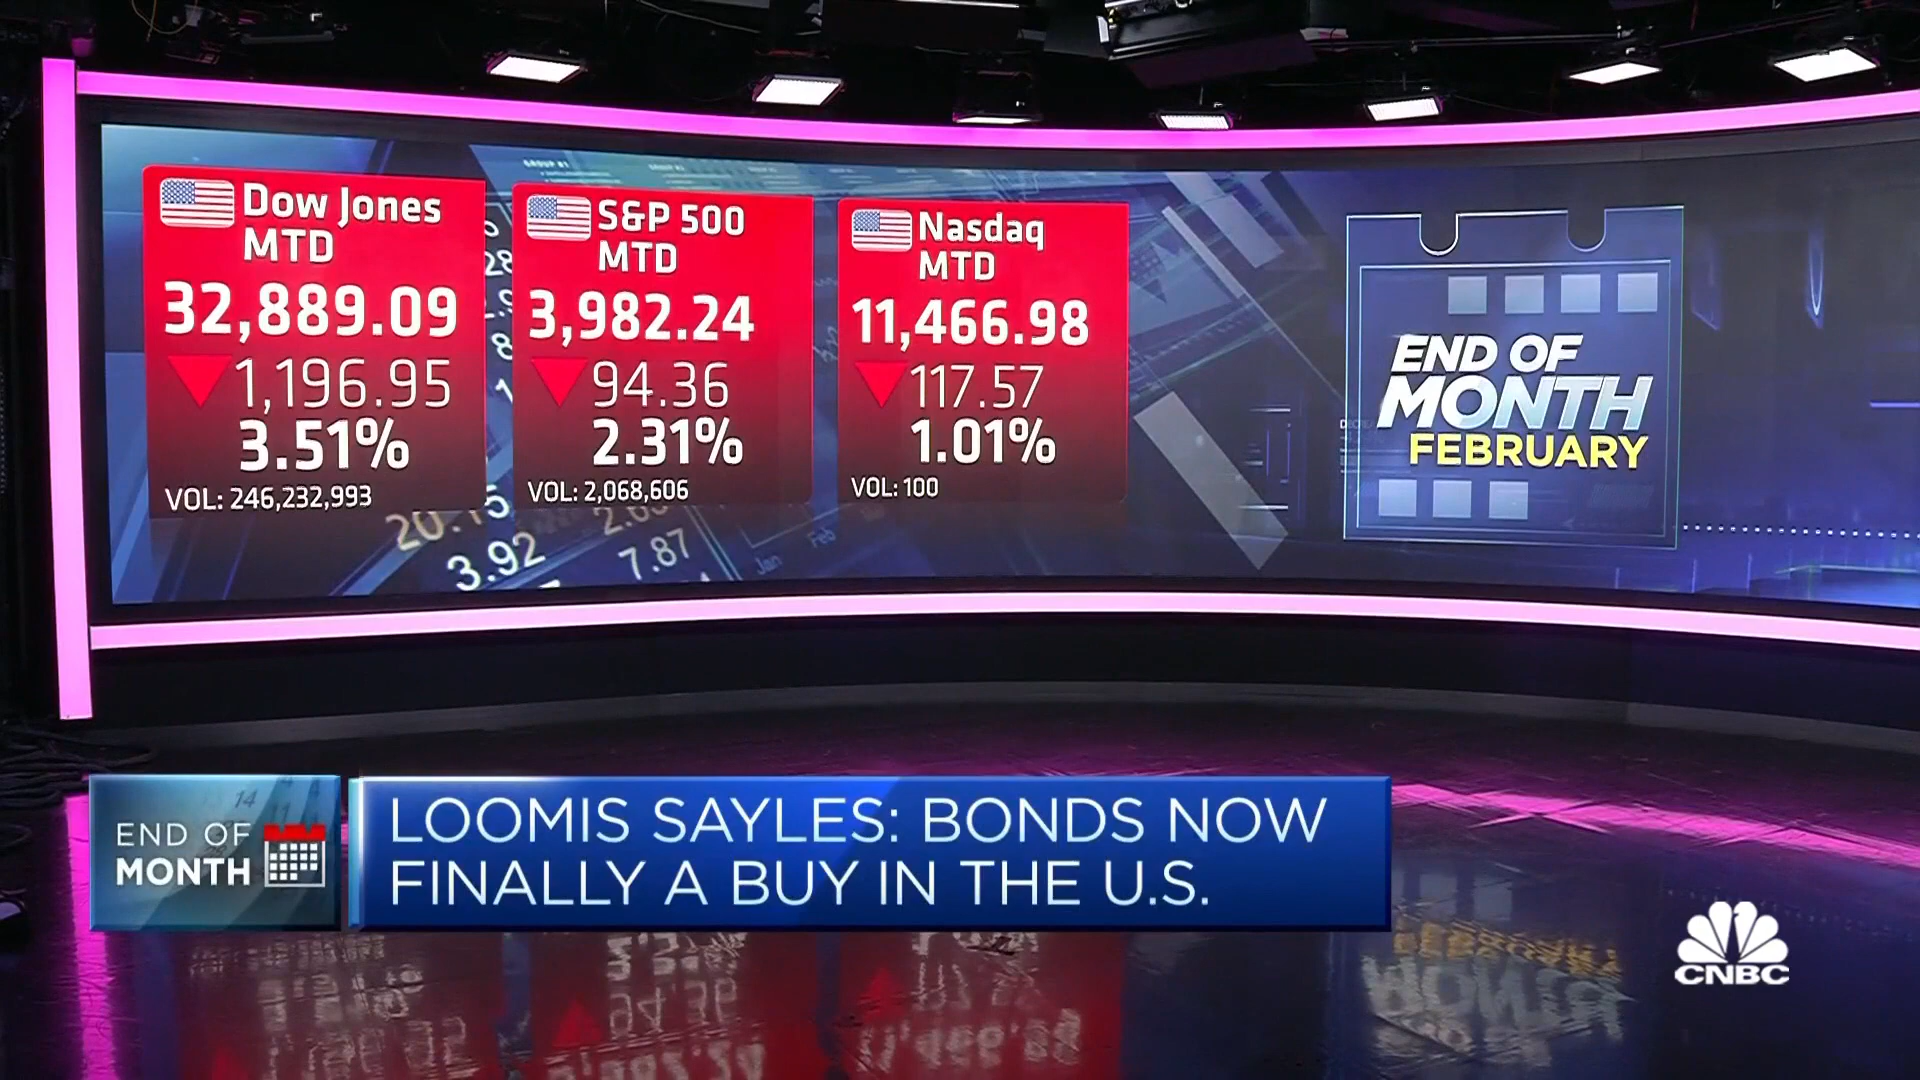 Dow Jones
MTD
32,889.09
1,196.95
3.51%
VOL: 246,232,993
S&P 500
MTD
3,982.24
94.36
2.31%
VOL: 2,068,606
Nasdaq
MTD
11,466.98
117.57
1.01%
VOL: 100
END OF
MONTH
FEBRUARY
3.92
7.87
Jan
Feb
END OF
MONTH
14
LOOMIS SAYLES: BONDS NOW
FINALLY A BUY IN THE U.S.
CNBC